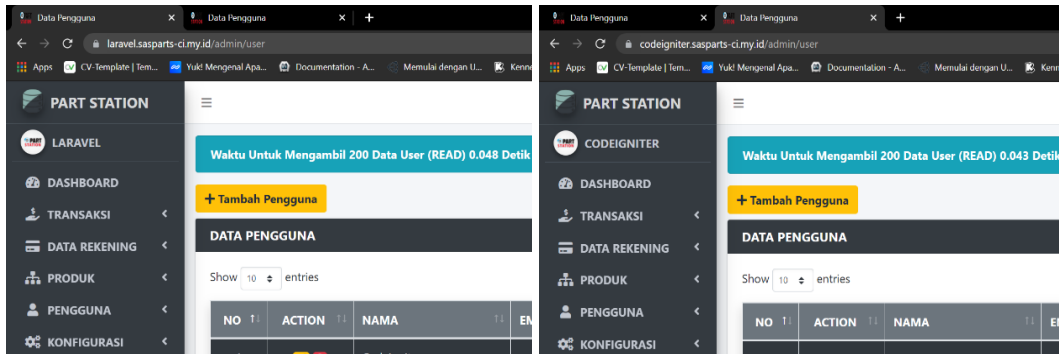 Data Pengguna
Data Pengguna
laravel.sasparts-ci.my.id/admin/user
Apps CV-Template | Tem... Yuk! Mengenal Apa... Documentation - A... Memulai dengan U... Kenne
PART STATION
LARAVEL
Waktu Untuk Mengambil 200 Data User (READ) 0.048 Detik
DASHBOARD
Tambah Pengguna
TRANSAKSI
DATA PENGGUNA
DATA REKENING
PRODUK
Show 10 entries
PENGGUNA
NO ACTION NAMA EM
KONFIGURASI
Data Pengguna
Data Pengguna
codeigniter.sasparts-ci.my.id/admin/user
Apps CV-Template | Tem... Yuk! Mengenal Apa... Documentation - A... Memulai dengan U... Kenn
PART STATION
CODEIGNITER
Waktu Untuk Mengambil 200 Data User (READ) 0.043 Detik
DASHBOARD
Tambah Pengguna
TRANSAKSI
DATA PENGGUNA
DATA REKENING
PRODUK
Show 10 entries
PENGGUNA
NO ACTION NAMA
KONFIGURASI